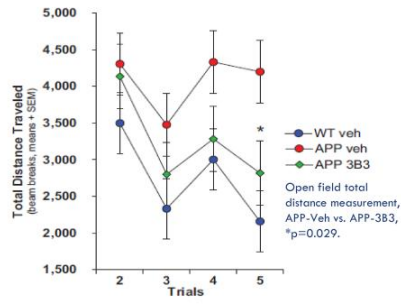 Total Distance Traveled
(beam breaks, means + SEM)
5,000
4,500
4,000
3,500
3,000
2,500
2,000
1,500
2 3 4 5
Trials
*
WT veh
APP veh
APP 3B3
Open field total
distance measurement,
APP-Veh vs. APP-3B3,
*p=0.029.